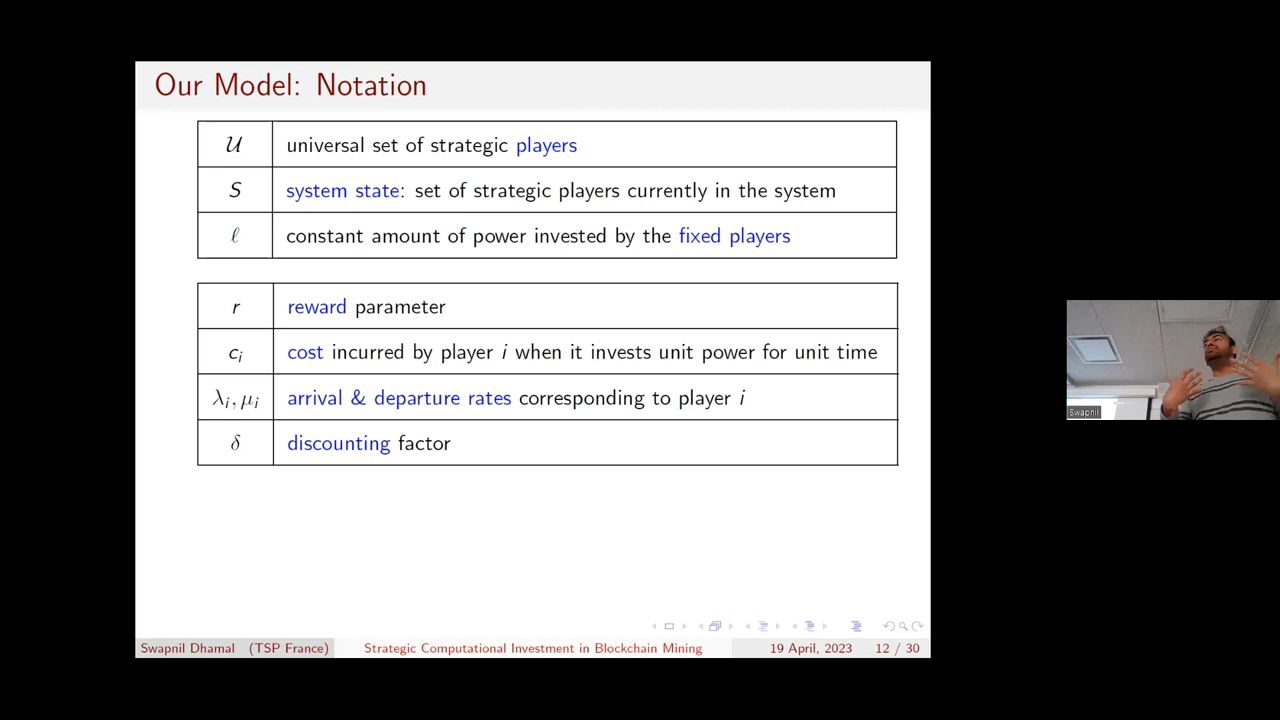 Our Model: Notation
𝒰 universal set of strategic players
S system state: set of strategic players currently in the system
ℓ constant amount of power invested by the fixed players
r reward parameter
cᵢ cost incurred by player i when it invests unit power for unit time
λᵢ, μᵢ arrival & departure rates corresponding to player i
δ discounting factor
Swapnil
Swapnil Dhamal (TSP France) Strategic Computational Investment in Blockchain Mining 19 April, 2023 12 / 30